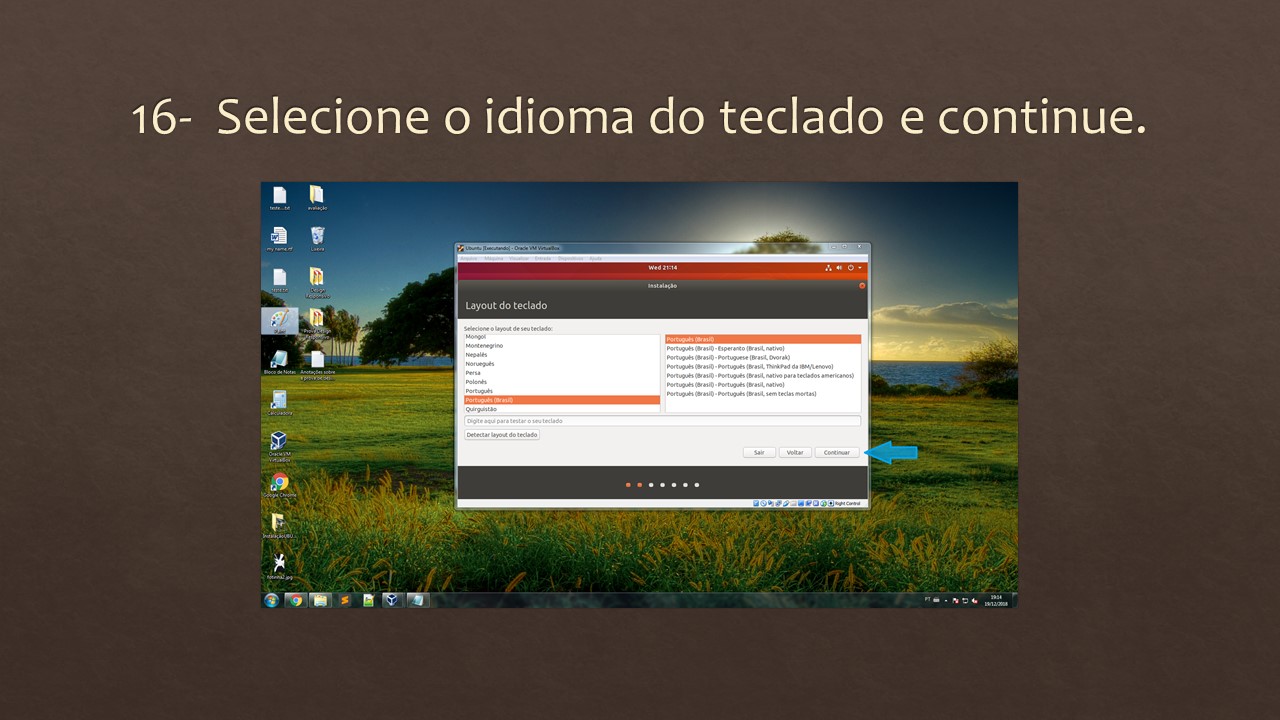 16- Selecione o idioma do teclado e continue.
teste....txt
avaliação
my name.rtf
Lixeira
teste.txt
Design
Responsivo
Paint
Prova Design
Bloco de Notas
Anotações sobre
Calculadora
Oracle VM
VirtualBox
Google Chrome
InstalaçãoUBU...
fotinha2.jpg
Ubuntu [Executando] - Oracle VM VirtualBox
Arquivo Máquina Visualizar Entrada Dispositivos Ajuda
Wed 21:14
Instalação
Layout do teclado
Selecione o layout de seu teclado:
Mongol
Montenegrino
Nepalês
Norueguês
Persa
Polonês
Português
Português (Brasil)
Quirguistão
Português (Brasil)
Português (Brasil) - Esperanto (Brasil, nativo)
Português (Brasil) - Portuguese (Brasil, Dvorak)
Português (Brasil) - Português (Brasil, ThinkPad da IBM/Lenovo)
Português (Brasil) - Português (Brasil, nativo para teclados americanos)
Português (Brasil) - Português (Brasil, nativo)
Português (Brasil) - Português (Brasil, sem teclas mortas)
Digite aqui para testar o seu teclado
Detectar layout do teclado
Sair Voltar Continuar
Right Control
PT
19:14
19/12/2018